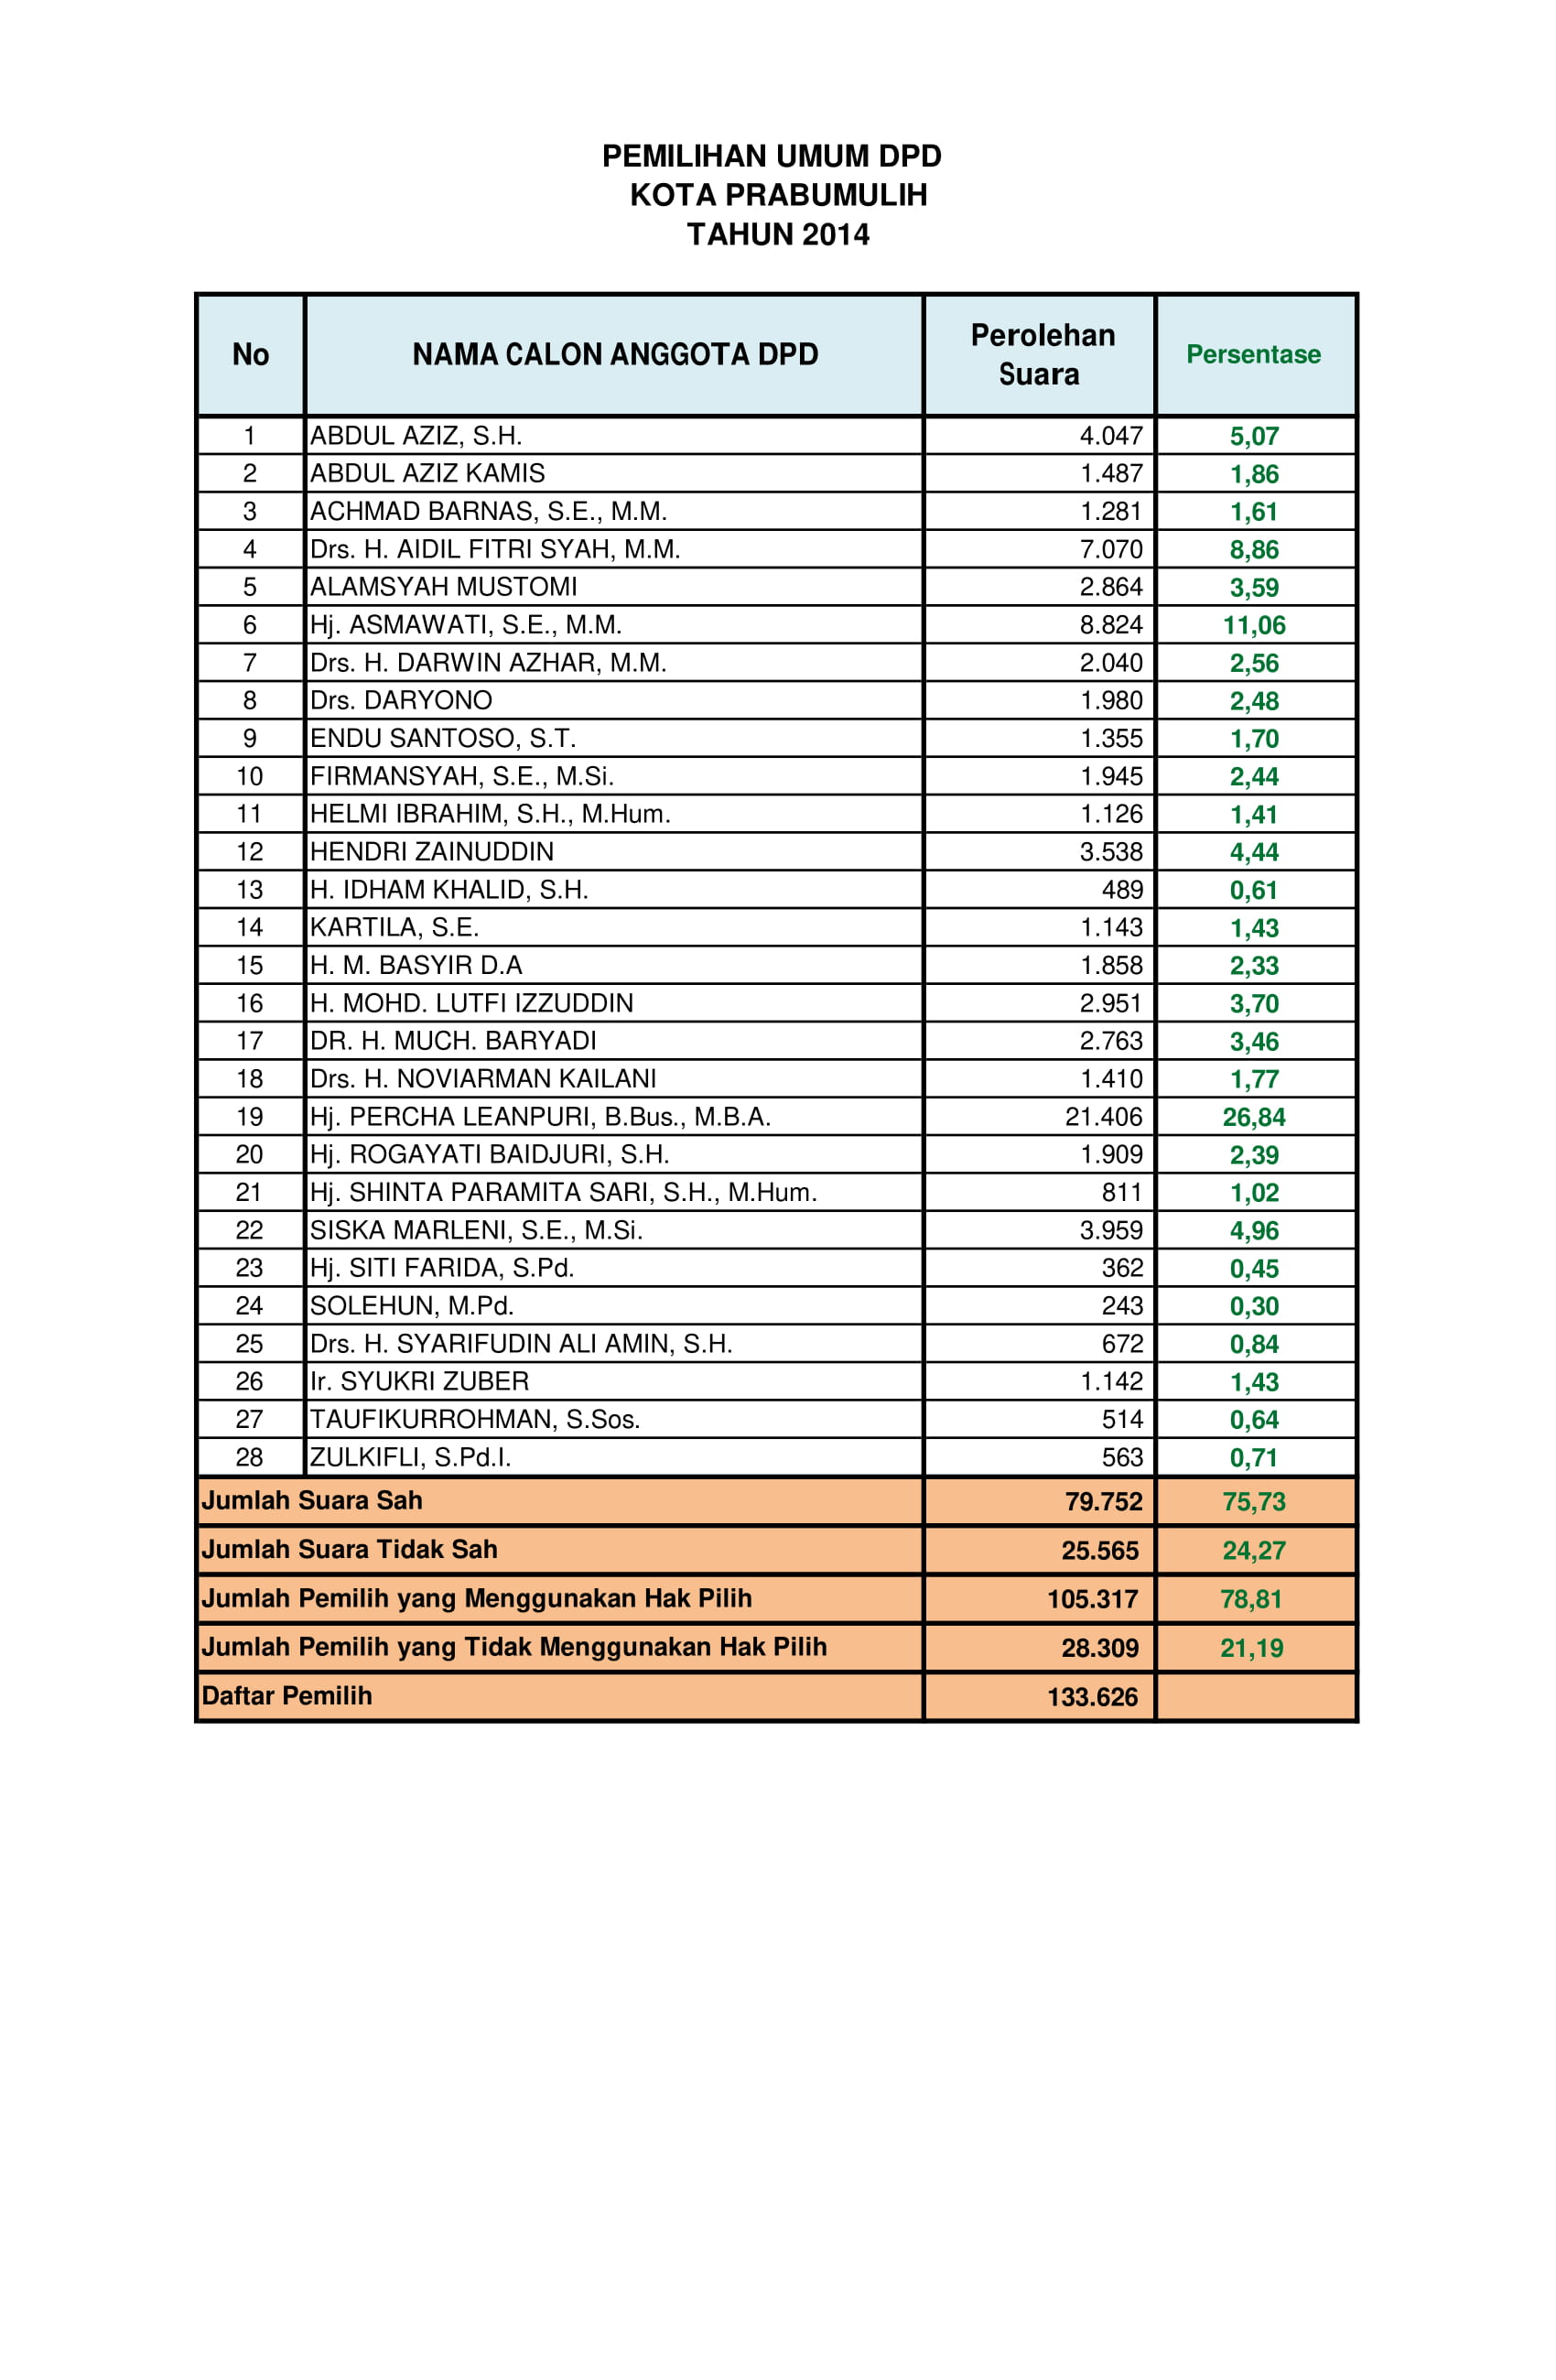 PEMILIHAN UMUM DPD
KOTA PRABUMULIH
TAHUN 2014
No NAMA CALON ANGGOTA DPD Perolehan Suara Persentase
1 ABDUL AZIZ, S.H. 4.047 5,07
2 ABDUL AZIZ KAMIS 1.487 1,86
3 ACHMAD BARNAS, S.E., M.M. 1.281 1,61
4 Drs. H. AIDIL FITRI SYAH, M.M. 7.070 8,86
5 ALAMSYAH MUSTOMI 2.864 3,59
6 Hj. ASMAWATI, S.E., M.M. 8.824 11,06
7 Drs. H. DARWIN AZHAR, M.M. 2.040 2,56
8 Drs. DARYONO 1.980 2,48
9 ENDU SANTOSO, S.T. 1.355 1,70
10 FIRMANSYAH, S.E., M.Si. 1.945 2,44
11 HELMI IBRAHIM, S.H., M.Hum. 1.126 1,41
12 HENDRI ZAINUDDIN 3.538 4,44
13 H. IDHAM KHALID, S.H. 489 0,61
14 KARTILA, S.E. 1.143 1,43
15 H. M. BASYIR D.A 1.858 2,33
16 H. MOHD. LUTFI IZZUDDIN 2.951 3,70
17 DR. H. MUCH. BARYADI 2.763 3,46
18 Drs. H. NOVIARMAN KAILANI 1.410 1,77
19 Hj. PERCHA LEANPURI, B.Bus., M.B.A. 21.406 26,84
20 Hj. ROGAYATI BAIDJURI, S.H. 1.909 2,39
21 Hj. SHINTA PARAMITA SARI, S.H., M.Hum. 811 1,02
22 SISKA MARLENI, S.E., M.Si. 3.959 4,96
23 Hj. SITI FARIDA, S.Pd. 362 0,45
24 SOLEHUN, M.Pd. 243 0,30
25 Drs. H. SYARIFUDIN ALI AMIN, S.H. 672 0,84
26 Ir. SYUKRI ZUBER 1.142 1,43
27 TAUFIKURROHMAN, S.Sos. 514 0,64
28 ZULKIFLI, S.Pd.I. 563 0,71
Jumlah Suara Sah 79.752 75,73
Jumlah Suara Tidak Sah 25.565 24,27
Jumlah Pemilih yang Menggunakan Hak Pilih 105.317 78,81
Jumlah Pemilih yang Tidak Menggunakan Hak Pilih 28.309 21,19
Daftar Pemilih 133.626